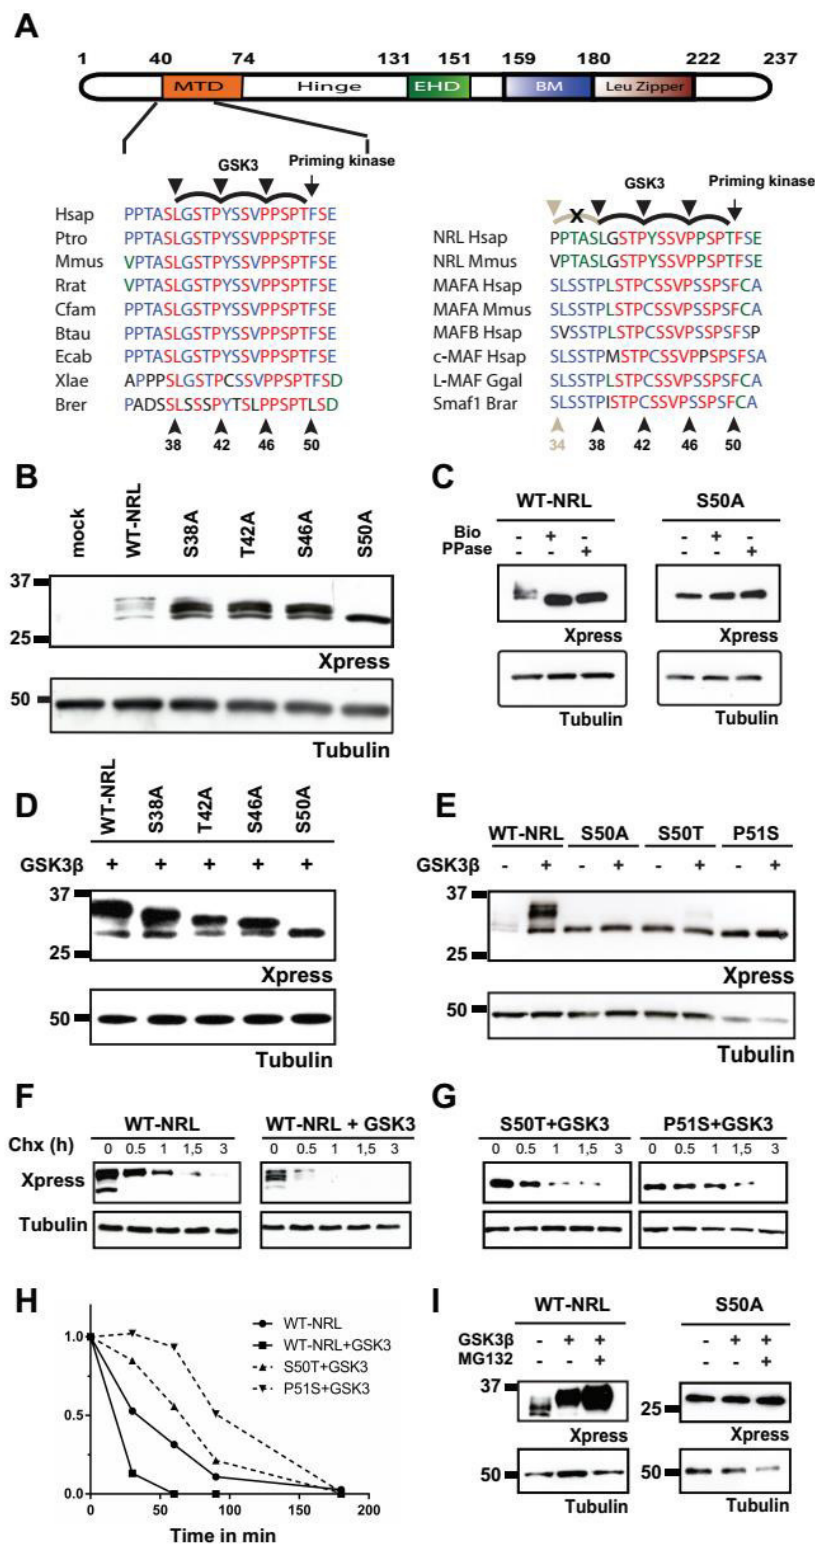 A
1 40 74 131 151 159 180 222 237
MTD Hinge EHD BM Leu Zipper
GSK3 Priming kinase
Hsap PPTASLGSTPYSSVPPSPTFSE
Ptro PPTASLGSTPYSSVPPSPTFSE
Mmus VPTASLGSTPYSSVPPSPTFSE
Rrat VPTASLGSTPYSSVPPSPTFSE
Cfam PPTASLGSTPYSSVPPSPTFSE
Btau PPTASLGSTPYSSVPPSPTFSE
Ecab PPTASLGSTPYSSVPPSPTFSE
Xlae APPPSLGSTPCSSVPPSPTFSD
Brer PADSSLSSSPYTSLPPSPTLSD
38 42 46 50
X GSK3 Priming kinase
NRL Hsap PPTASLGSTPYSSVPPSPTFSE
NRL Mmus VPTASLGSTPYSSVPPSPTFSE
MAFA Hsap SLSSTPLSTPCSSVPSSPSFCA
MAFA Mmus SLSSTPLSTPCSSVPSSPSFCA
MAFB Hsap SVSSTPLSTPCSSVPSSPSFSP
c-MAF Hsap SLSSTPMSTPCSSVPPSPSFSA
L-MAF Ggal SLSSTPLSTPCSSVPSSPSFCA
Smaf1 Brar SLSSTPISTPCSSVPSSPSFCA
34 38 42 46 50
B
mock WT-NRL S38A T42A S46A S50A
37
25
Xpress
50
Tubulin
C
WT-NRL S50A
Bio - + - - + -
PPase - - + - - +
Xpress Xpress
Tubulin Tubulin
D
WT-NRL S38A T42A S46A S50A
GSK3β + + + + +
37
25
Xpress
50
Tubulin
E
WT-NRL S50A S50T P51S
GSK3β - + - + - + - +
37
25
Xpress
50
Tubulin
F
WT-NRL WT-NRL + GSK3
Chx (h) 0 0.5 1 1,5 3 0 0.5 1 1,5 3
Xpress
Tubulin
G
S50T+GSK3 P51S+GSK3
0 0.5 1 1,5 3 0 0.5 1 1,5 3
H
WT-NRL
WT-NRL+GSK3
S50T+GSK3
P51S+GSK3
1.0
0.5
0.0
0 50 100 150 200
Time in min
I
WT-NRL S50A
GSK3β - + + - + +
MG132 - - + - - +
37
25
Xpress Xpress
50 50
Tubulin Tubulin